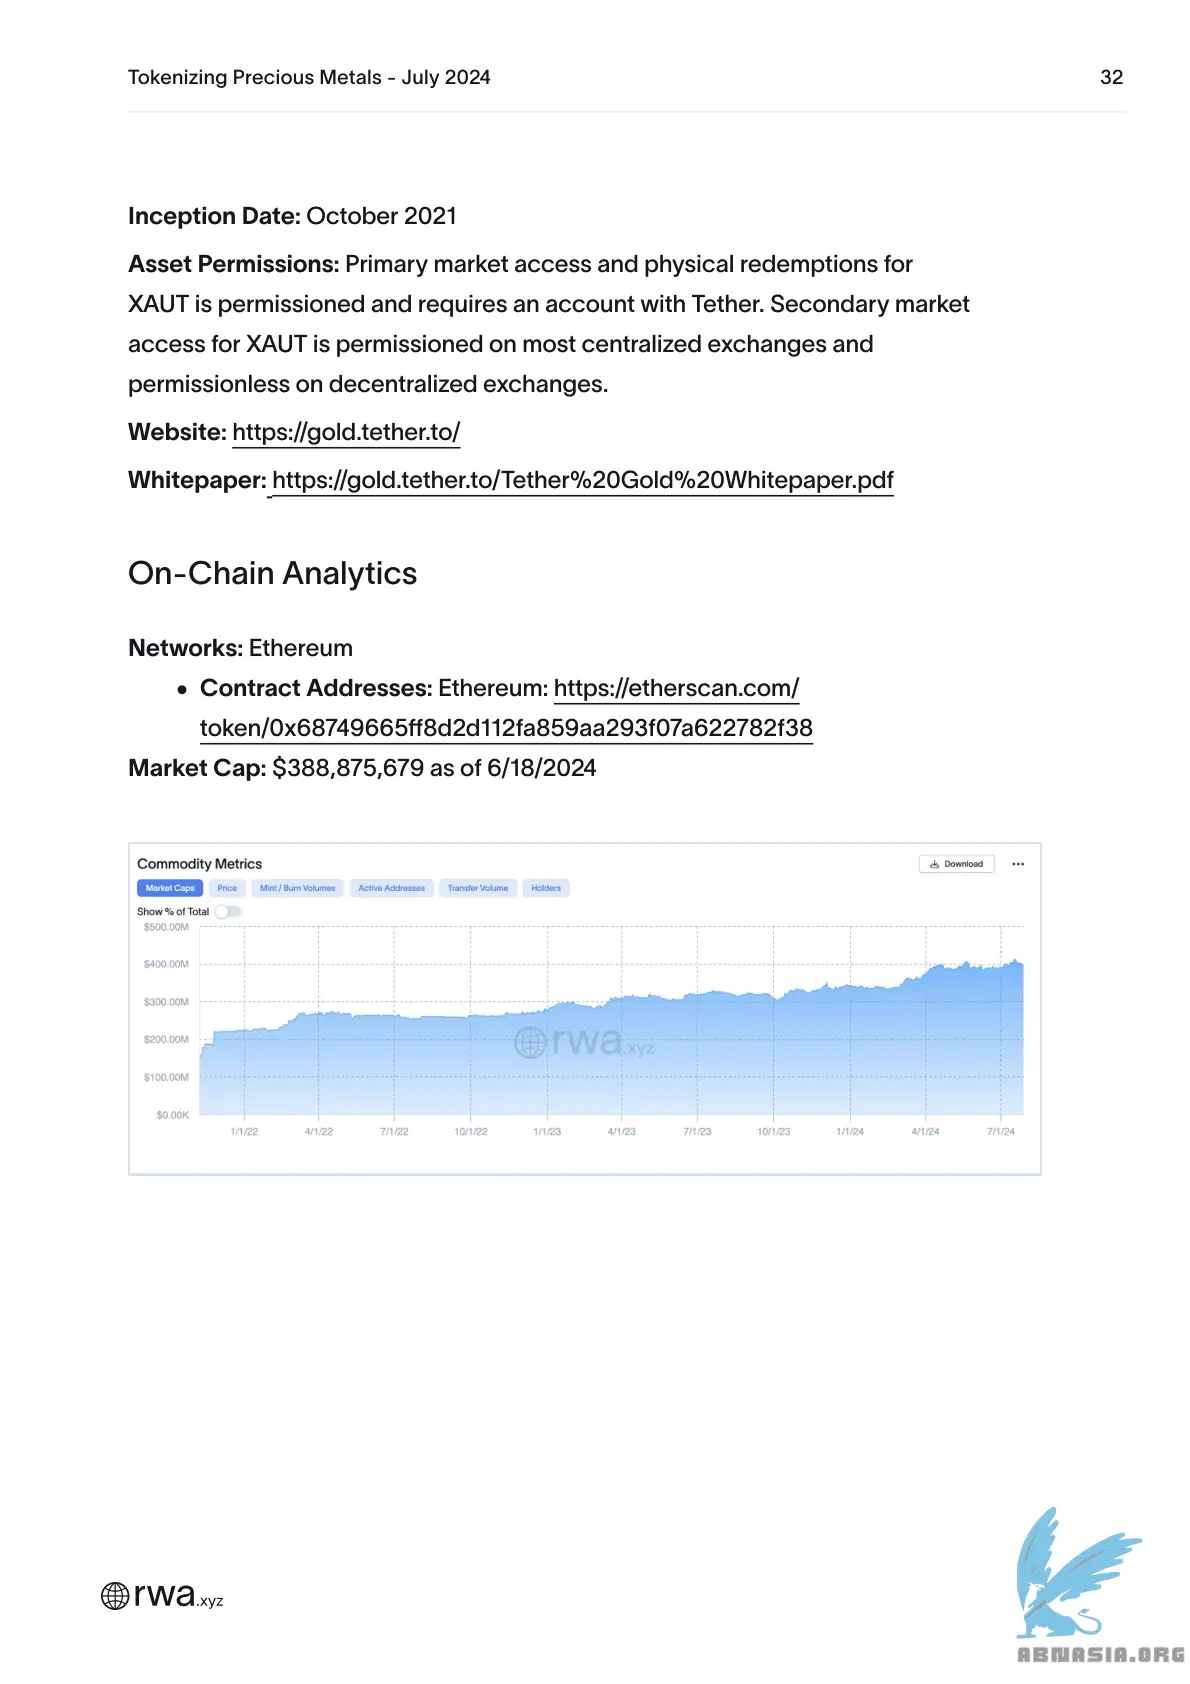 Tokenizing Precious Metals - July 2024 32
Inception Date: October 2021
Asset Permissions: Primary market access and physical redemptions for
XAUT is permissioned and requires an account with Tether. Secondary market
access for XAUT is permissioned on most centralized exchanges and
permissionless on decentralized exchanges.
Website: https://gold.tether.to/
Whitepaper: https://gold.tether.to/Tether%20Gold%20Whitepaper.pdf
On-Chain Analytics
Networks: Ethereum
• Contract Addresses: Ethereum: https://etherscan.com/
token/0x68749665ff8d2d112fa859aa293f07a622782f38
Market Cap: $388,875,679 as of 6/18/2024
Commodity Metrics Download
Market Caps Price Mint / Burn Volumes Active Addresses Transfer Volume Holders
Show % of Total
$500.00M
$400.00M
$300.00M
$200.00M
$100.00M
$0.00K
rwa.xyz
1/1/22 4/1/22 7/1/22 10/1/22 1/1/23 4/1/23 7/1/23 10/1/23 1/1/24 4/1/24 7/1/24
rwa.xyz
ABNASIA.ORG